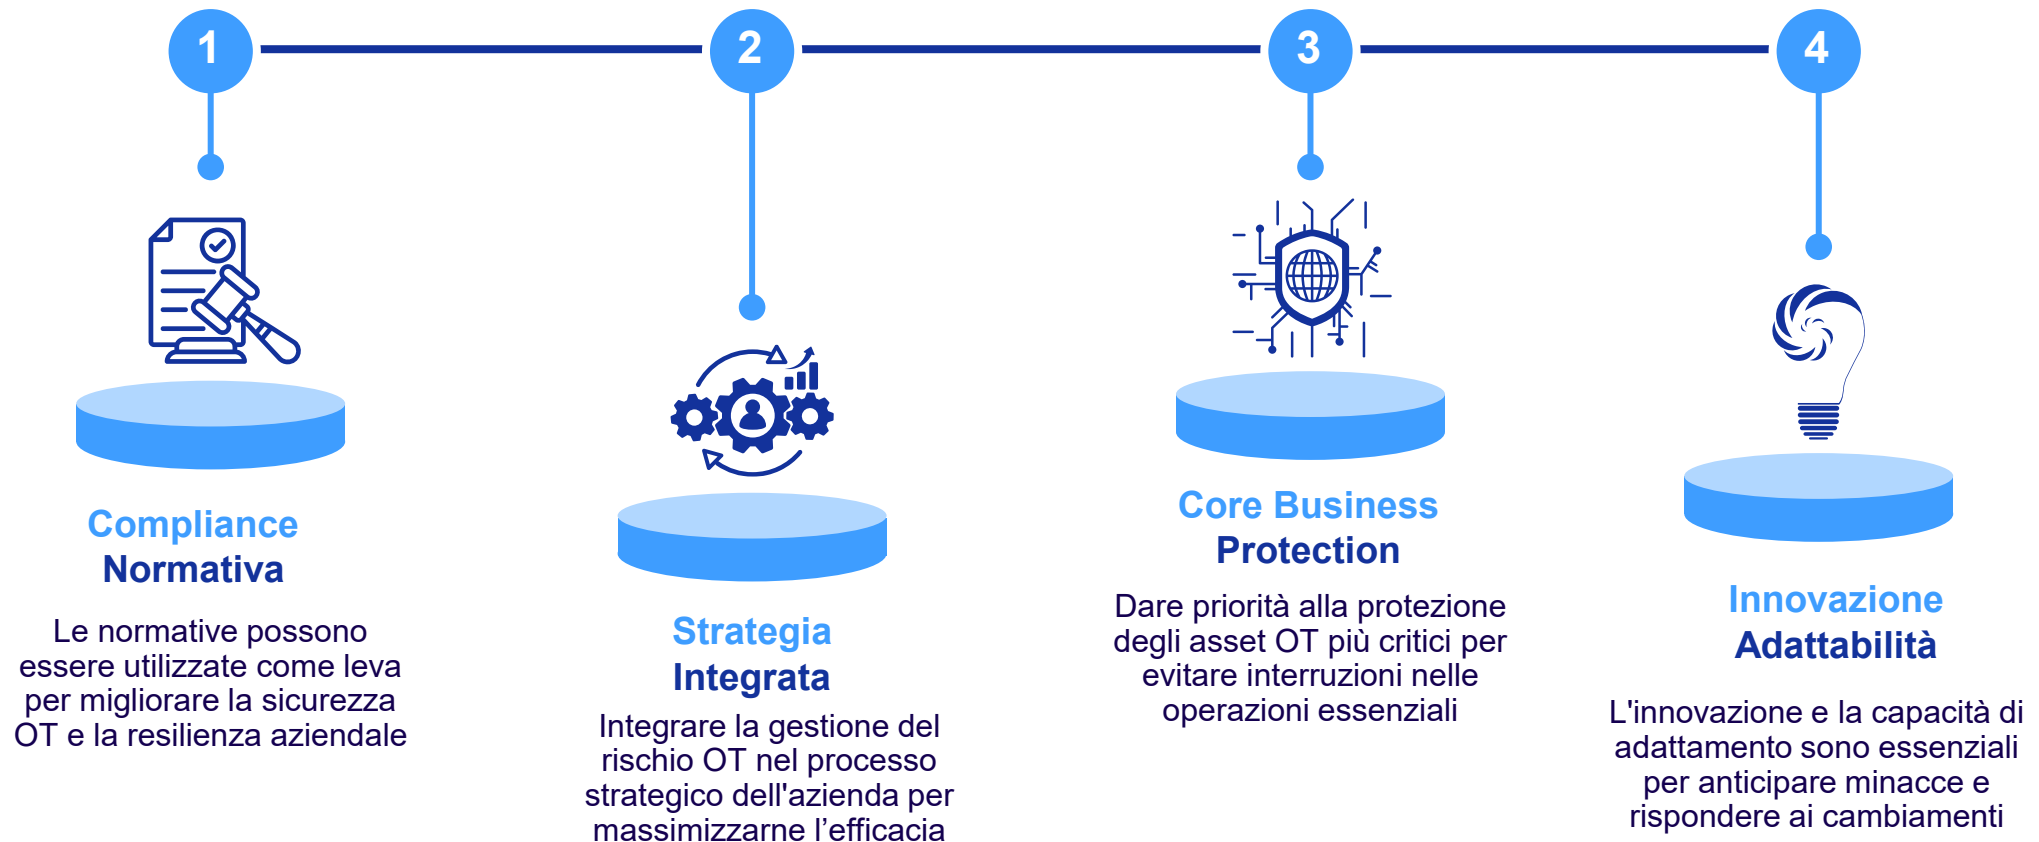 1
2
3
4
Compliance
Normativa
Le normative possono
essere utilizzate come leva
per migliorare la sicurezza
OT e la resilienza aziendale
Strategia
Integrata
Integrare la gestione del
rischio OT nel processo
strategico dell'azienda per
massimizzarne l’efficacia
Core Business
Protection
Dare priorità alla protezione
degli asset OT più critici per
evitare interruzioni nelle
operazioni essenziali
Innovazione
Adattabilità
L'innovazione e la capacità di
adattamento sono essenziali
per anticipare minacce e
rispondere ai cambiamenti